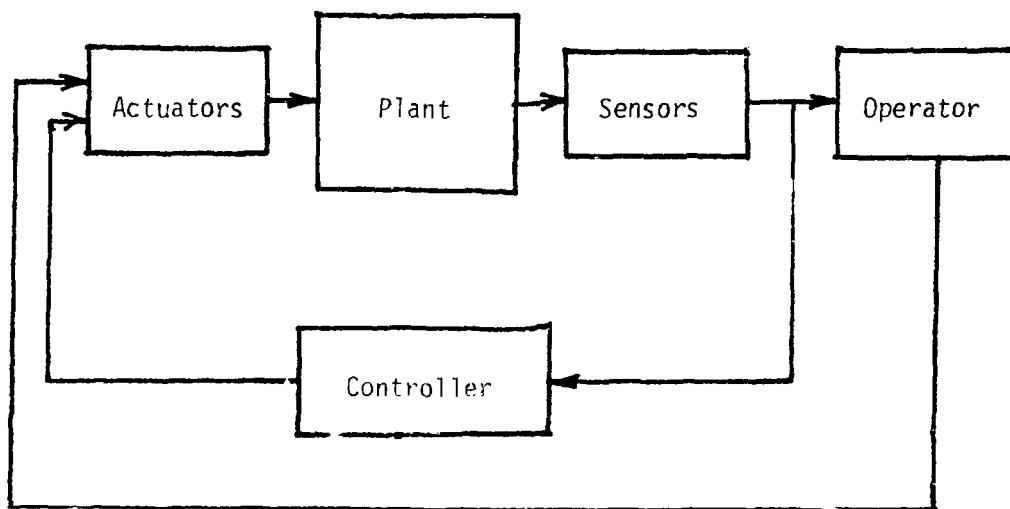 Actuators
Plant
Sensors
Operator
Controller